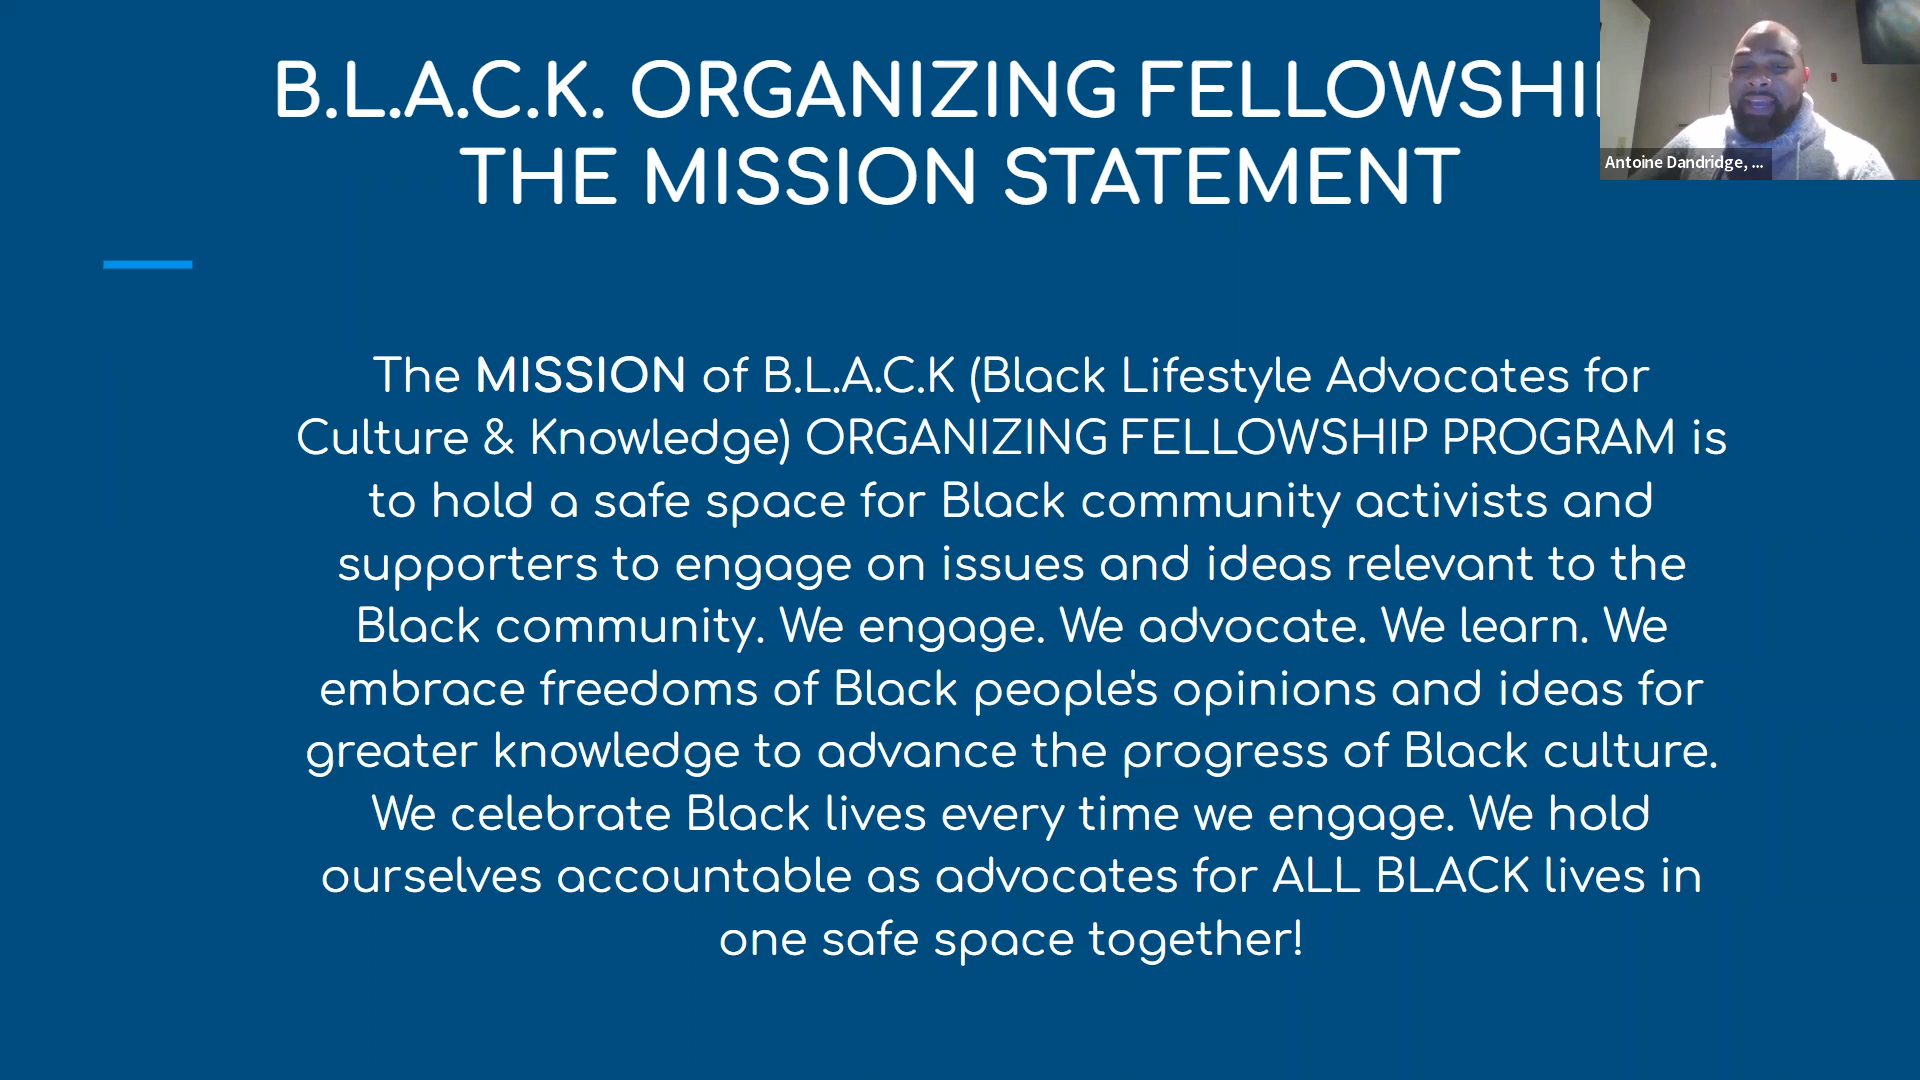 B.L.A.C.K. ORGANIZING
THE MISSION STATEMENT
Antoine Dandridge, ...
The MISSION of B.L.A.C.K (Black Lifestyle Advocates for
Culture & Knowledge) ORGANIZING FELLOWSHIP PROGRAM is
to hold a safe space for Black community activists and
supporters to engage on issues and ideas relevant to the
Black community. We engage. We advocate. We learn. We
embrace freedoms of Black people's opinions and ideas for
greater knowledge to advance the progress of Black culture.
We celebrate Black lives every time we engage. We hold
ourselves accountable as advocates for ALL BLACK lives in
one safe space together!